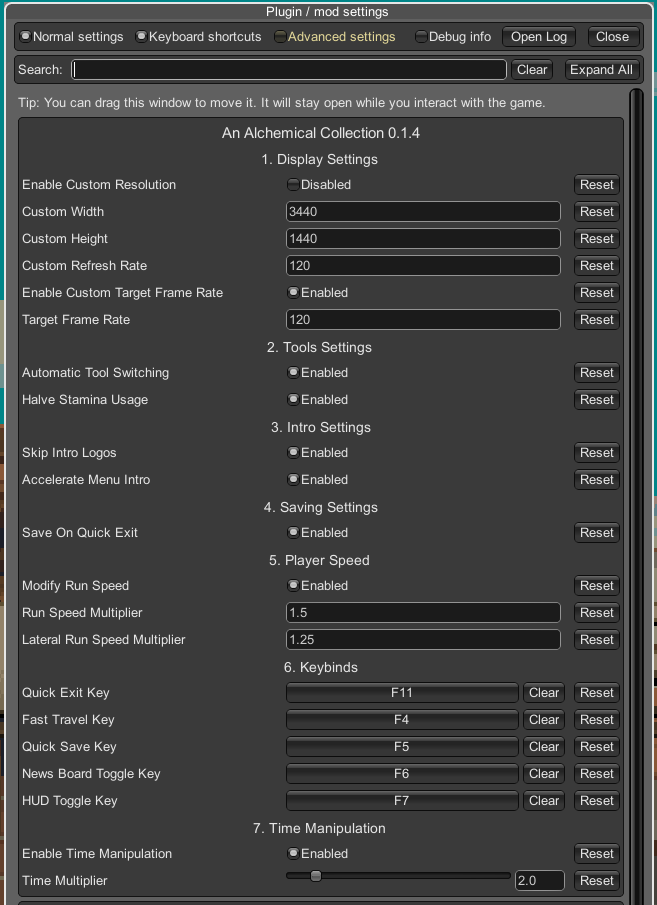 Plugin / mod settings
Normal settings Keyboard shortcuts Advanced settings Debug info Open Log Close
Search: Clear Expand All
Tip: You can drag this window to move it. It will stay open while you interact with the game.
An Alchemical Collection 0.1.4
1. Display Settings
Enable Custom Resolution Disabled Reset
Custom Width 3440 Reset
Custom Height 1440 Reset
Custom Refresh Rate 120 Reset
Enable Custom Target Frame Rate Enabled Reset
Target Frame Rate 120 Reset
2. Tools Settings
Automatic Tool Switching Enabled Reset
Halve Stamina Usage Enabled Reset
3. Intro Settings
Skip Intro Logos Enabled Reset
Accelerate Menu Intro Enabled Reset
4. Saving Settings
Save On Quick Exit Enabled Reset
5. Player Speed
Modify Run Speed Enabled Reset
Run Speed Multiplier 1.5 Reset
Lateral Run Speed Multiplier 1.25 Reset
6. Keybinds
Quick Exit Key F11 Clear Reset
Fast Travel Key F4 Clear Reset
Quick Save Key F5 Clear Reset
News Board Toggle Key F6 Clear Reset
HUD Toggle Key F7 Clear Reset
7. Time Manipulation
Enable Time Manipulation Enabled Reset
Time Multiplier 2.0 Reset